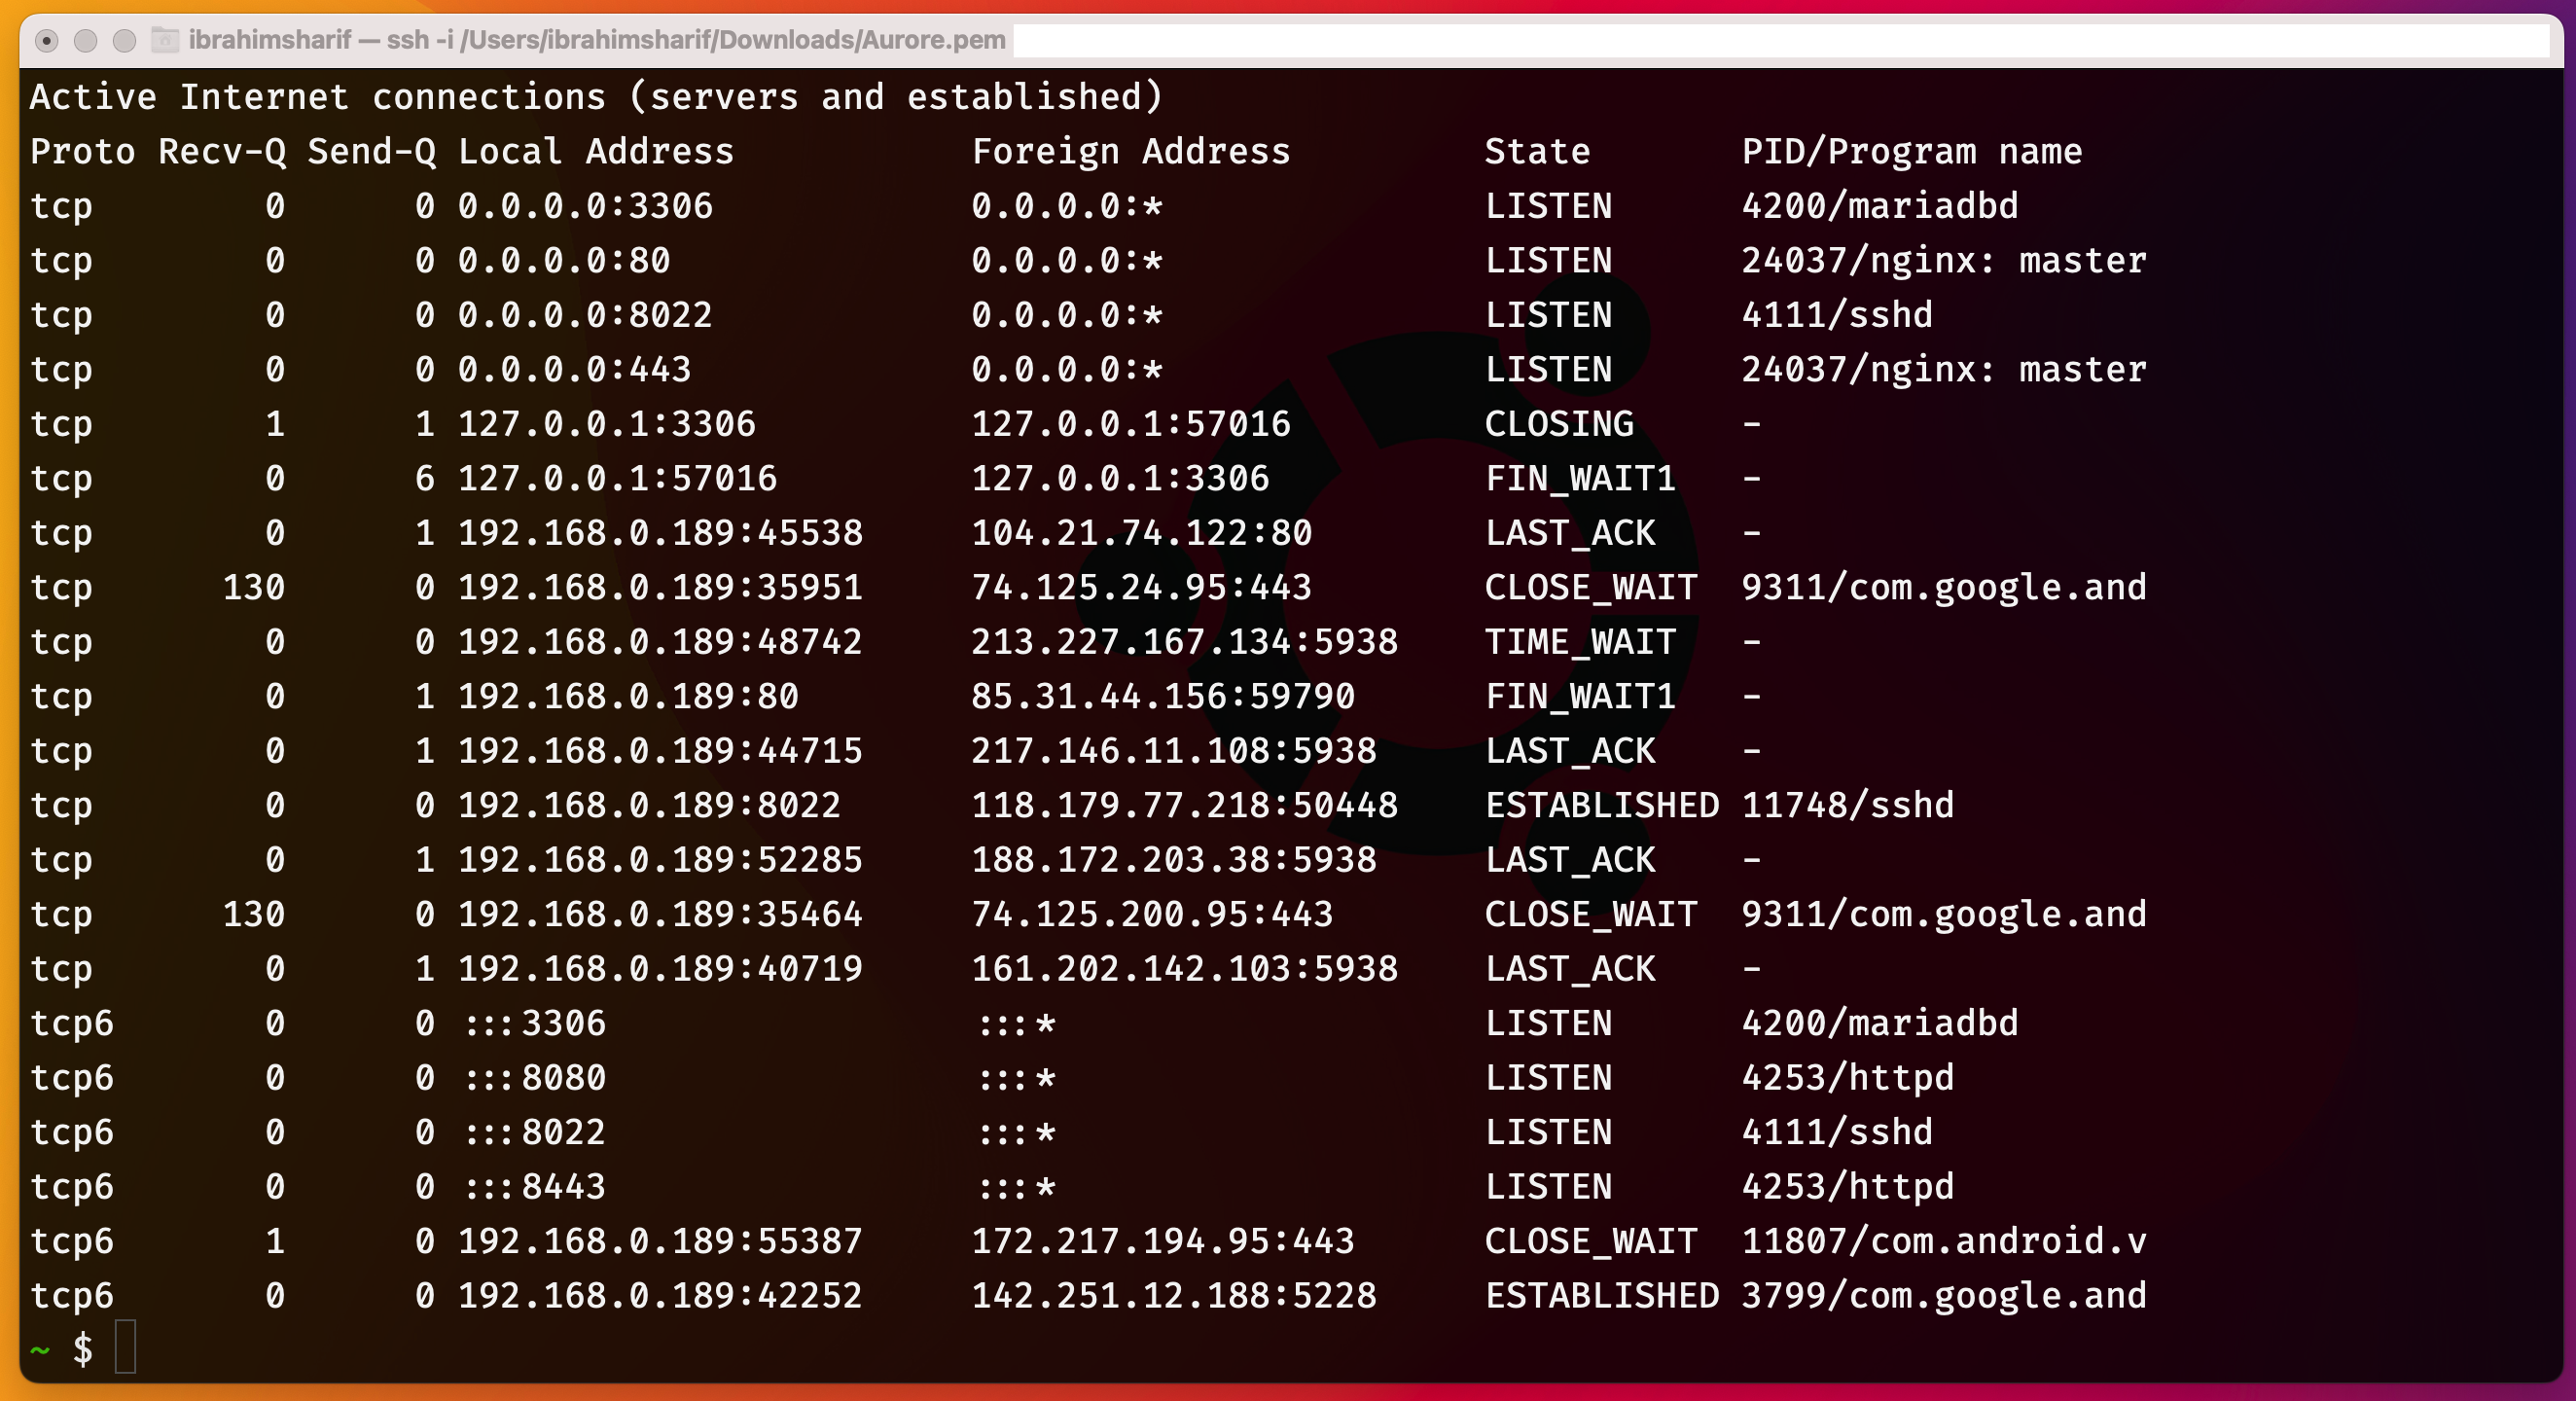 ibrahimsharif — ssh -i /Users/ibrahimsharif/Downloads/Aurore.pem
Active Internet connections (servers and established)
Proto Recv-Q Send-Q Local Address           Foreign Address         State       PID/Program name
tcp        0      0 0.0.0.0:3306            0.0.0.0:*               LISTEN      4200/mariadbd
tcp        0      0 0.0.0.0:80              0.0.0.0:*               LISTEN      24037/nginx: master
tcp        0      0 0.0.0.0:8022            0.0.0.0:*               LISTEN      4111/sshd
tcp        0      0 0.0.0.0:443             0.0.0.0:*               LISTEN      24037/nginx: master
tcp        1      1 127.0.0.1:3306          127.0.0.1:57016         CLOSING     -
tcp        0      6 127.0.0.1:57016         127.0.0.1:3306          FIN_WAIT1   -
tcp        0      1 192.168.0.189:45538     104.21.74.122:80        LAST_ACK    -
tcp      130      0 192.168.0.189:35951     74.125.24.95:443        CLOSE_WAIT  9311/com.google.and
tcp        0      0 192.168.0.189:48742     213.227.167.134:5938    TIME_WAIT   -
tcp        0      1 192.168.0.189:80        85.31.44.156:59790      FIN_WAIT1   -
tcp        0      1 192.168.0.189:44715     217.146.11.108:5938     LAST_ACK    -
tcp        0      0 192.168.0.189:8022      118.179.77.218:50448    ESTABLISHED 11748/sshd
tcp        0      1 192.168.0.189:52285     188.172.203.38:5938     LAST_ACK    -
tcp      130      0 192.168.0.189:35464     74.125.200.95:443       CLOSE_WAIT  9311/com.google.and
tcp        0      1 192.168.0.189:40719     161.202.142.103:5938    LAST_ACK    -
tcp6       0      0 :::3306                 :::*                    LISTEN      4200/mariadbd
tcp6       0      0 :::8080                 :::*                    LISTEN      4253/httpd
tcp6       0      0 :::8022                 :::*                    LISTEN      4111/sshd
tcp6       0      0 :::8443                 :::*                    LISTEN      4253/httpd
tcp6       1      0 192.168.0.189:55387     172.217.194.95:443      CLOSE_WAIT  11807/com.android.v
tcp6       0      0 192.168.0.189:42252     142.251.12.188:5228     ESTABLISHED 3799/com.google.and
~ $